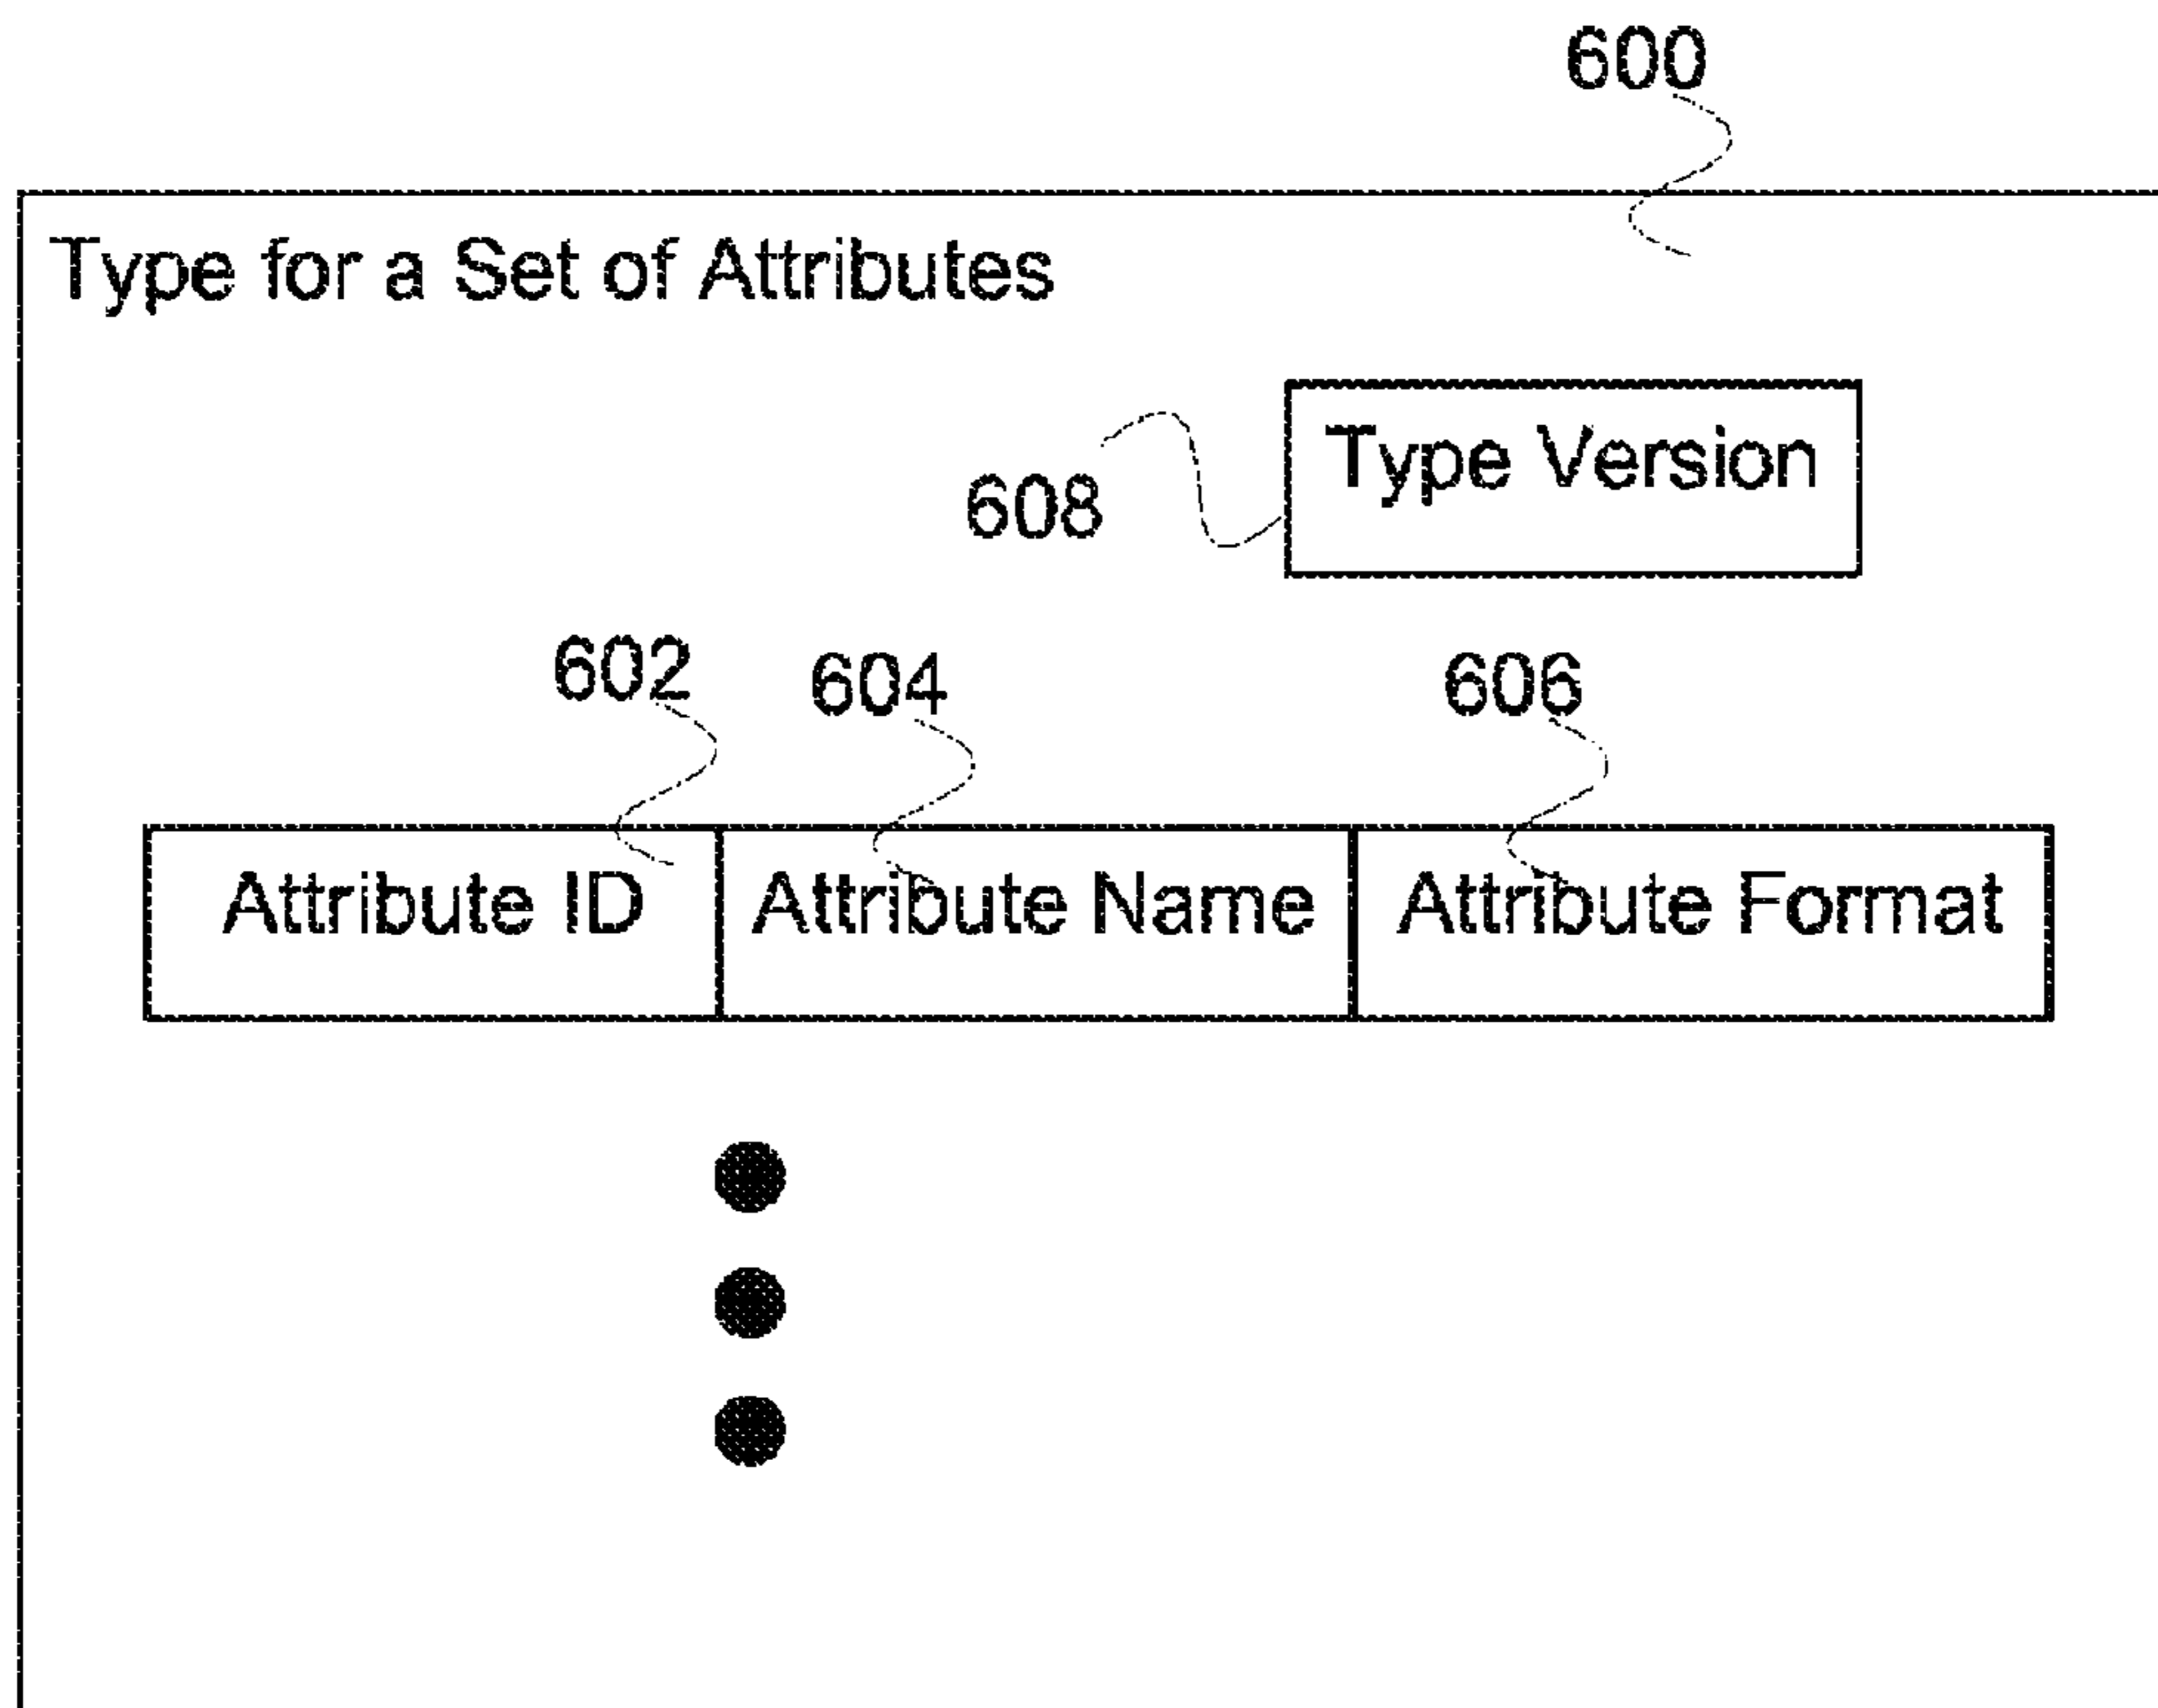 600
Type for a Set of Attributes
Type Version
608
602 604 606
Attribute ID Attribute Name Attribute Format